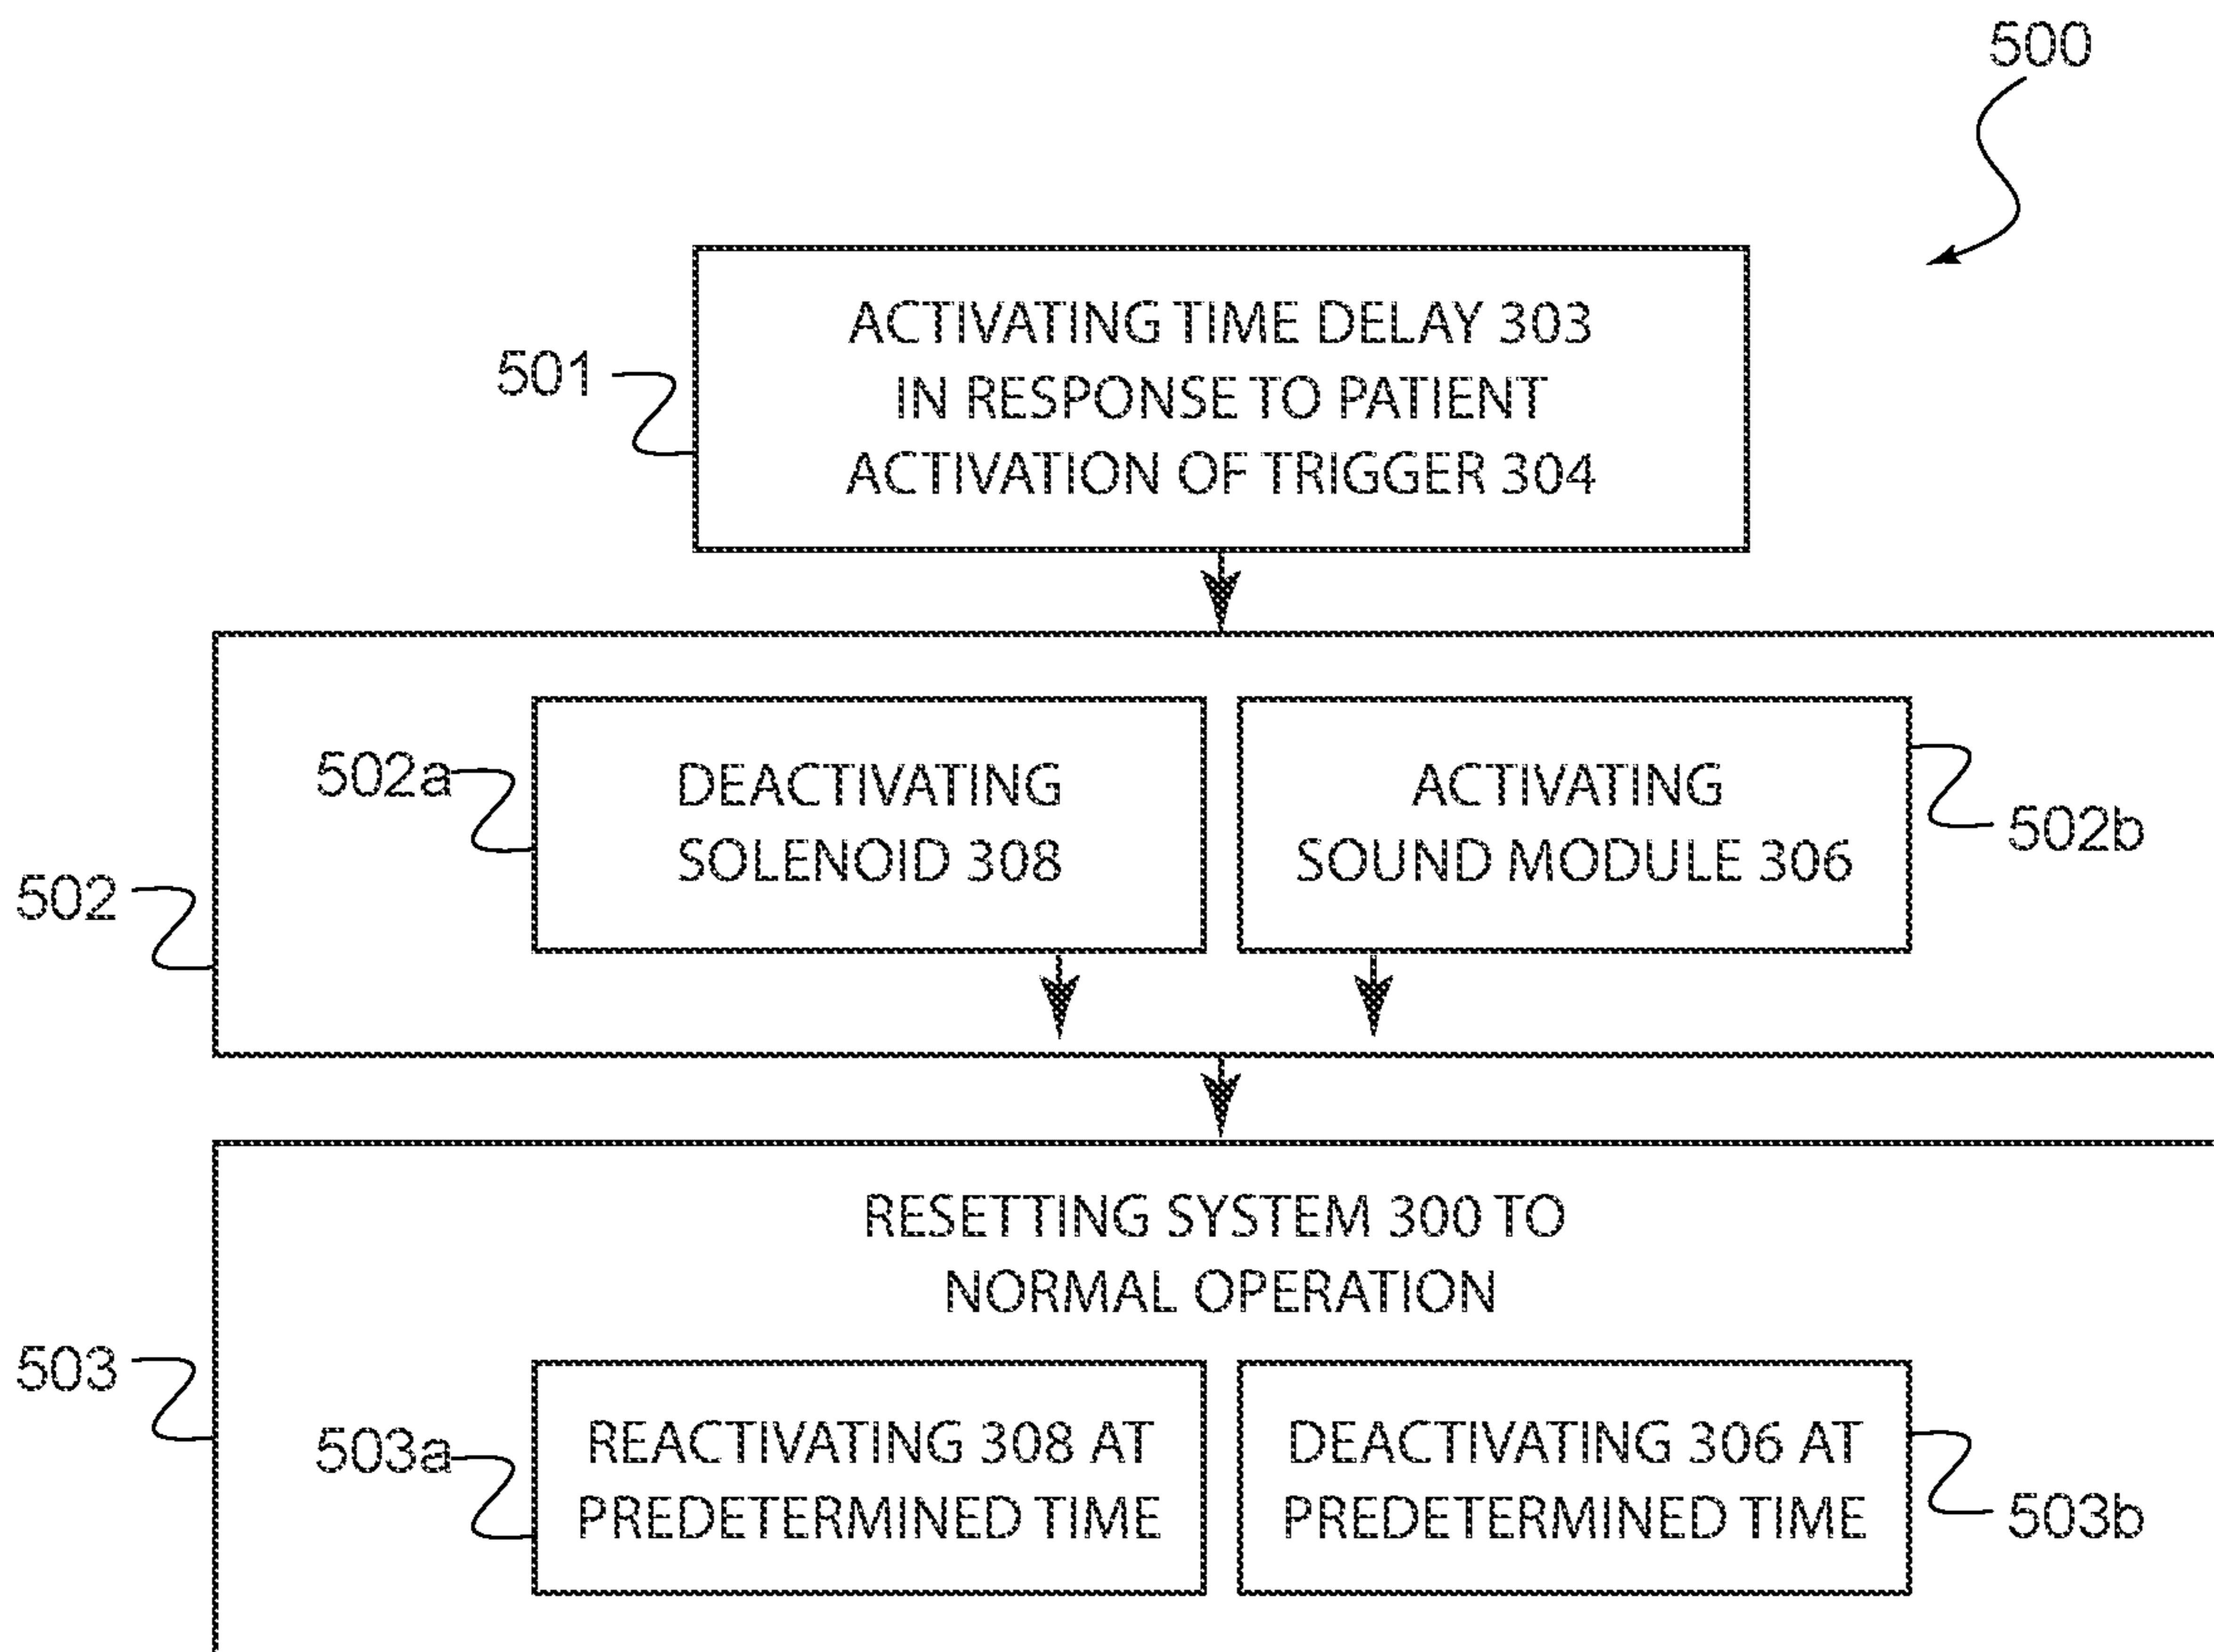 500
ACTIVATING TIME DELAY 303
501
IN RESPONSE TO PATIENT
ACTIVATION OF TRIGGER 304
502a
DEACTIVATING
SOLENOID 308
ACTIVATING
SOUND MODULE 306
502b
502
RESETTING SYSTEM 300 TO
NORMAL OPERATION
503
503a
REACTIVATING 308 AT
PREDETERMINED TIME
DEACTIVATING 306 AT
PREDETERMINED TIME
503b